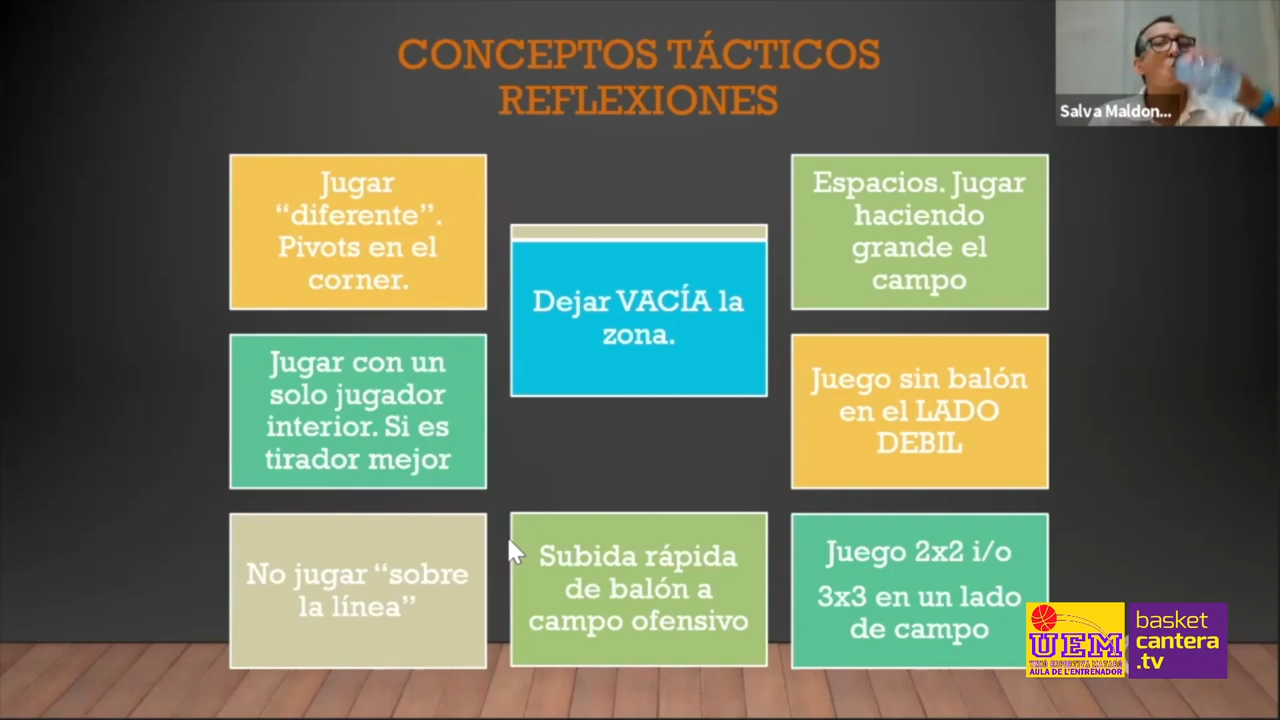 CONCEPTOS TÁCTICOS
REFLEXIONES
Salva Maldon...
Jugar
“diferente”.
Pivots en el
corner.
Dejar VACÍA la
zona.
Espacios. Jugar
haciendo
grande el
campo
Jugar con un
solo jugador
interior. Si es
tirador mejor
Juego sin balón
en el LADO
DEBIL
No jugar “sobre
la línea”
Subida rápida
de balón a
campo ofensivo
Juego 2x2 i/o
3x3 en un lado
de campo
UEM
UNIÓ ESPORTIVA MATARÓ
AULA DE L'ENTRENADOR
basket
cantera
.tv